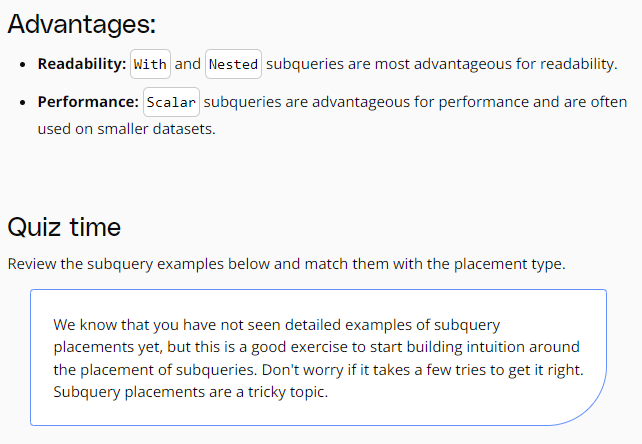 Advantages:
• Readability: With and Nested subqueries are most advantageous for readability.
• Performance: Scalar subqueries are advantageous for performance and are often
used on smaller datasets.
Quiz time
Review the subquery examples below and match them with the placement type.
We know that you have not seen detailed examples of subquery
placements yet, but this is a good exercise to start building intuition around
the placement of subqueries. Don't worry if it takes a few tries to get it right.
Subquery placements are a tricky topic.